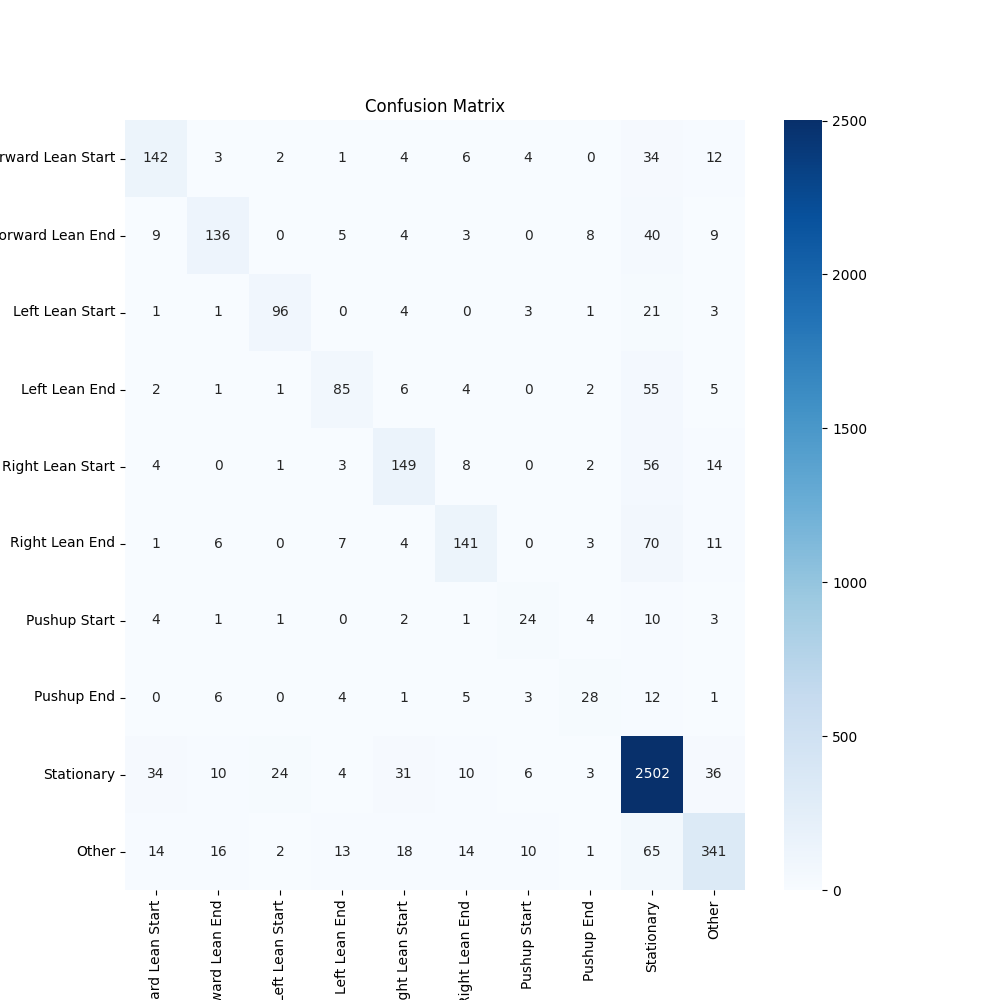 Confusion Matrix
rward Lean Start 142 3 2 1 4 6 4 0 34 12
orward Lean End 9 136 0 5 4 3 0 8 40 9
Left Lean Start 1 1 96 0 4 0 3 1 21 3
Left Lean End 2 1 1 85 6 4 0 2 55 5
Right Lean Start 4 0 1 3 149 8 0 2 56 14
Right Lean End 1 6 0 7 4 141 0 3 70 11
Pushup Start 4 1 1 0 2 1 24 4 10 3
Pushup End 0 6 0 4 1 5 3 28 12 1
Stationary 34 10 24 4 31 10 6 3 2502 36
Other 14 16 2 13 18 14 10 1 65 341
ard Lean Start
ward Lean End
Left Lean Start
Left Lean End
ght Lean Start
Right Lean End
Pushup Start
Pushup End
Stationary
Other
2500
2000
1500
1000
500
0